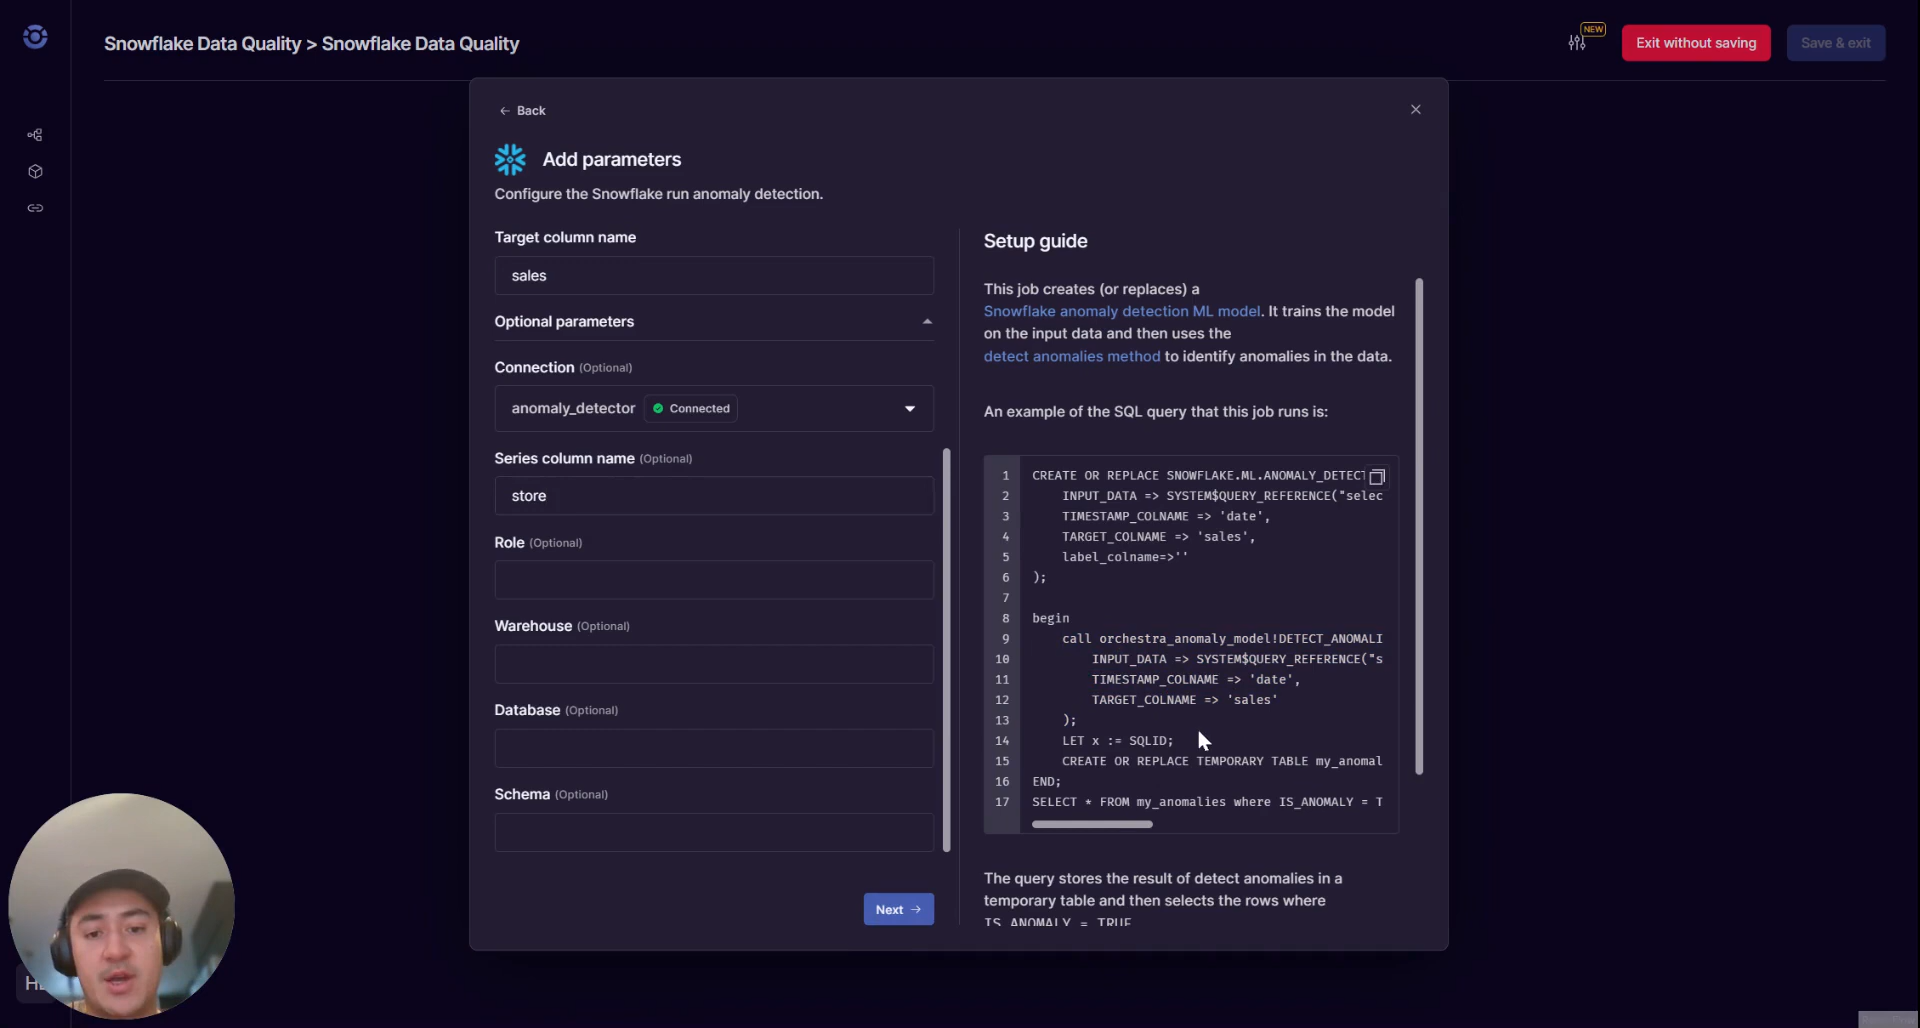 Snowflake Data Quality > Snowflake Data Quality
NEW
Exit without saving
Save & exit
← Back
Add parameters
Configure the Snowflake run anomaly detection.
Target column name
sales
Optional parameters
Connection (Optional)
anomaly_detector
Connected
Series column name (Optional)
store
Role (Optional)
Warehouse (Optional)
Database (Optional)
Schema (Optional)
Next →
Setup guide
This job creates (or replaces) a
Snowflake anomaly detection ML model. It trains the model
on the input data and then uses the
detect anomalies method to identify anomalies in the data.
An example of the SQL query that this job runs is:
1 CREATE OR REPLACE SNOWFLAKE.ML.ANOMALY_DETECT
2 INPUT_DATA => SYSTEM$QUERY_REFERENCE("selec
3 TIMESTAMP_COLNAME => 'date',
4 TARGET_COLNAME => 'sales',
5 label_colname=>''
6 );
7
8 begin
9 call orchestra_anomaly_model!DETECT_ANOMALI
10 INPUT_DATA => SYSTEM$QUERY_REFERENCE("s
11 TIMESTAMP_COLNAME => 'date',
12 TARGET_COLNAME => 'sales'
13 );
14 LET x := SQLID;
15 CREATE OR REPLACE TEMPORARY TABLE my_anomal
16 END;
17 SELECT * FROM my_anomalies where IS_ANOMALY = T
The query stores the result of detect anomalies in a
temporary table and then selects the rows where
IS_ANOMALY = TRUE